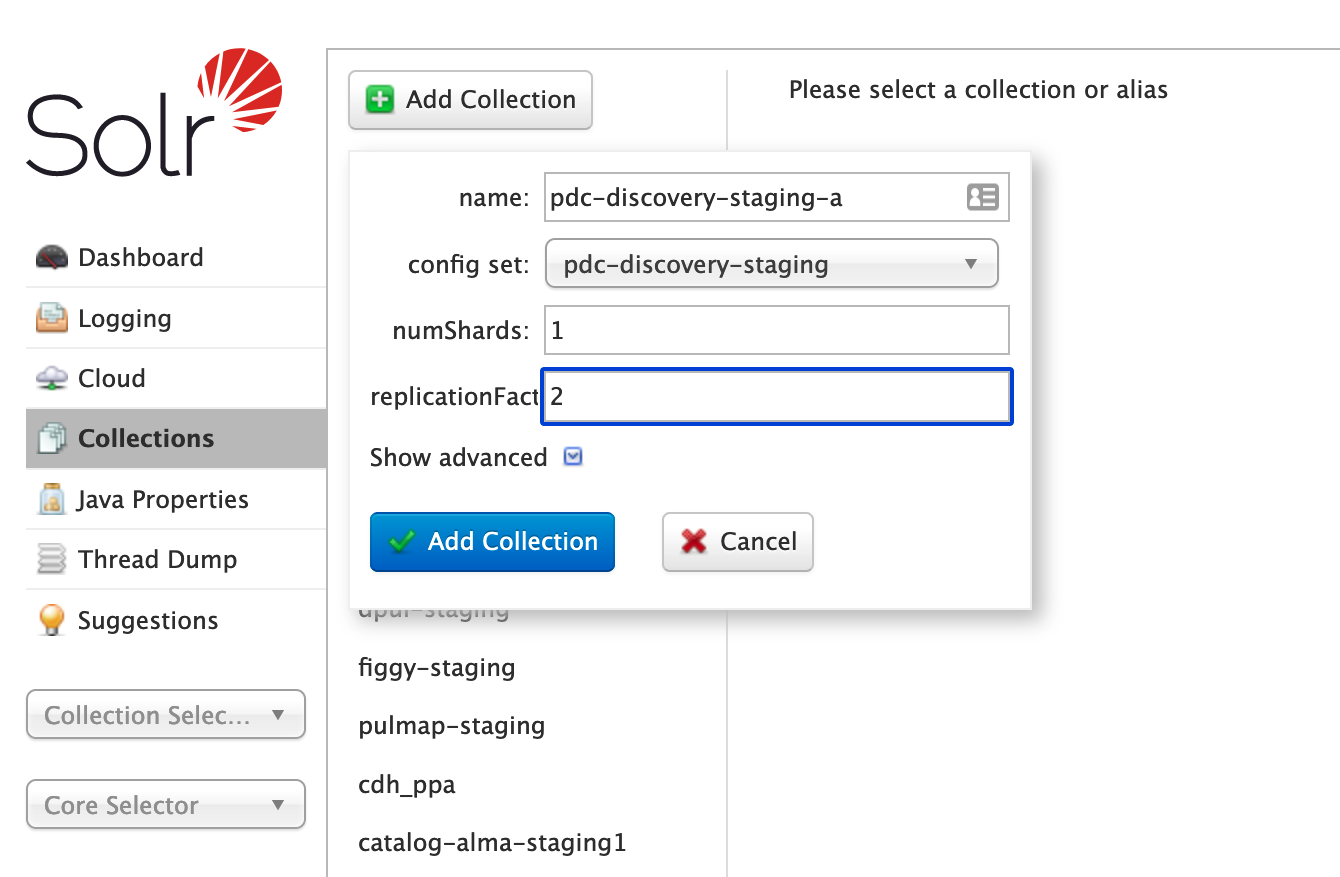 Solr
Add Collection
Please select a collection or alias
name: pdc-discovery-staging-a
config set: pdc-discovery-staging
numShards: 1
replicationFact 2
Show advanced
Add Collection
Cancel
Dashboard
Logging
Cloud
Collections
Java Properties
Thread Dump
Suggestions
Collection Selec...
Core Selector
dpul-staging
figgy-staging
pulmap-staging
cdh_ppa
catalog-alma-staging1